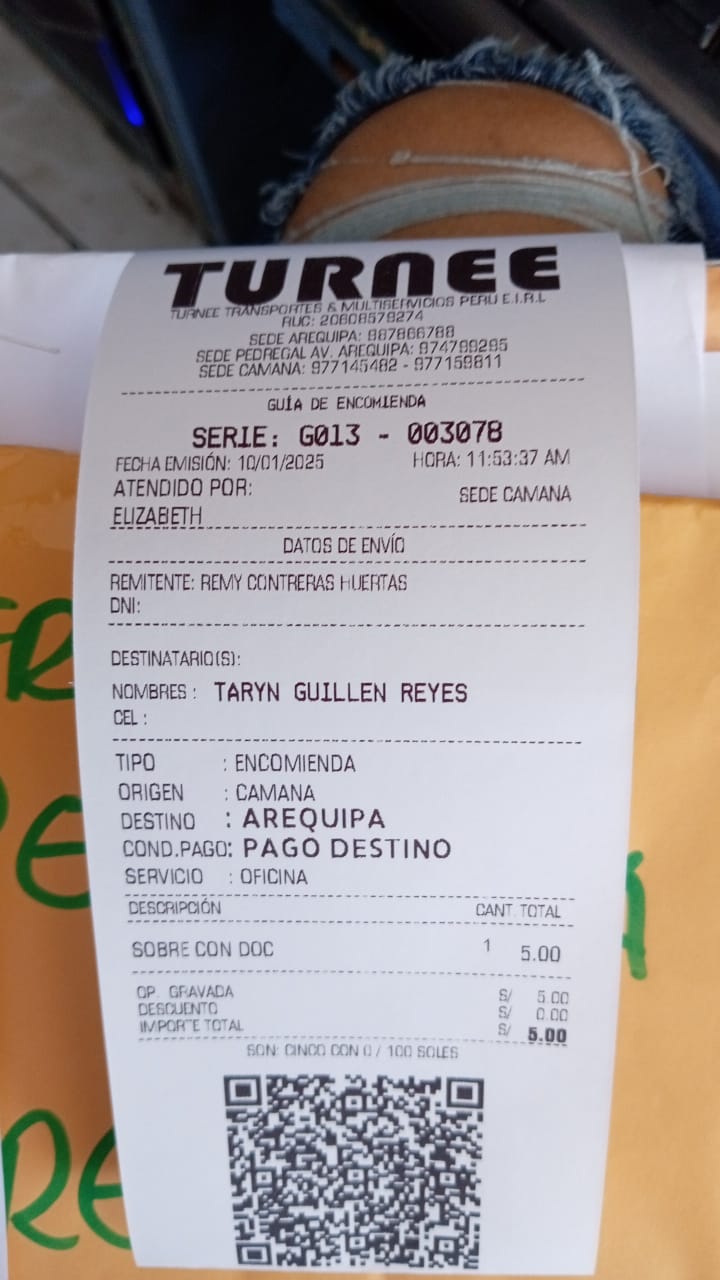 TURNEE
TURNEE TRANSPORTES & MULTISERVICIOS PERU E.I.R.L
RUC: 20608579274
SEDE AREQUIPA: 987866788
SEDE PEDREGAL AV. AREQUIPA: 974799295
SEDE CAMANA: 977145482 - 977159811
GUÍA DE ENCOMIENDA
SERIE: G013 - 003078
FECHA EMISIÓN: 10/01/2025 HORA: 11:53:37 AM
ATENDIDO POR: SEDE CAMANA
ELIZABETH
DATOS DE ENVÍO
REMITENTE: REMY CONTRERAS HUERTAS
DNI:
DESTINATARIO(S):
NOMBRES : TARYN GUILLEN REYES
CEL :
TIPO : ENCOMIENDA
ORIGEN : CAMANA
DESTINO : AREQUIPA
COND.PAGO: PAGO DESTINO
SERVICIO : OFICINA
DESCRIPCIÓN CANT. TOTAL
SOBRE CON DOC 1 5.00
OP. GRAVADA S/ 5.00
DESCUENTO S/ 0.00
IMPORTE TOTAL S/ 5.00
SON: CINCO CON 0 / 100 SOLES